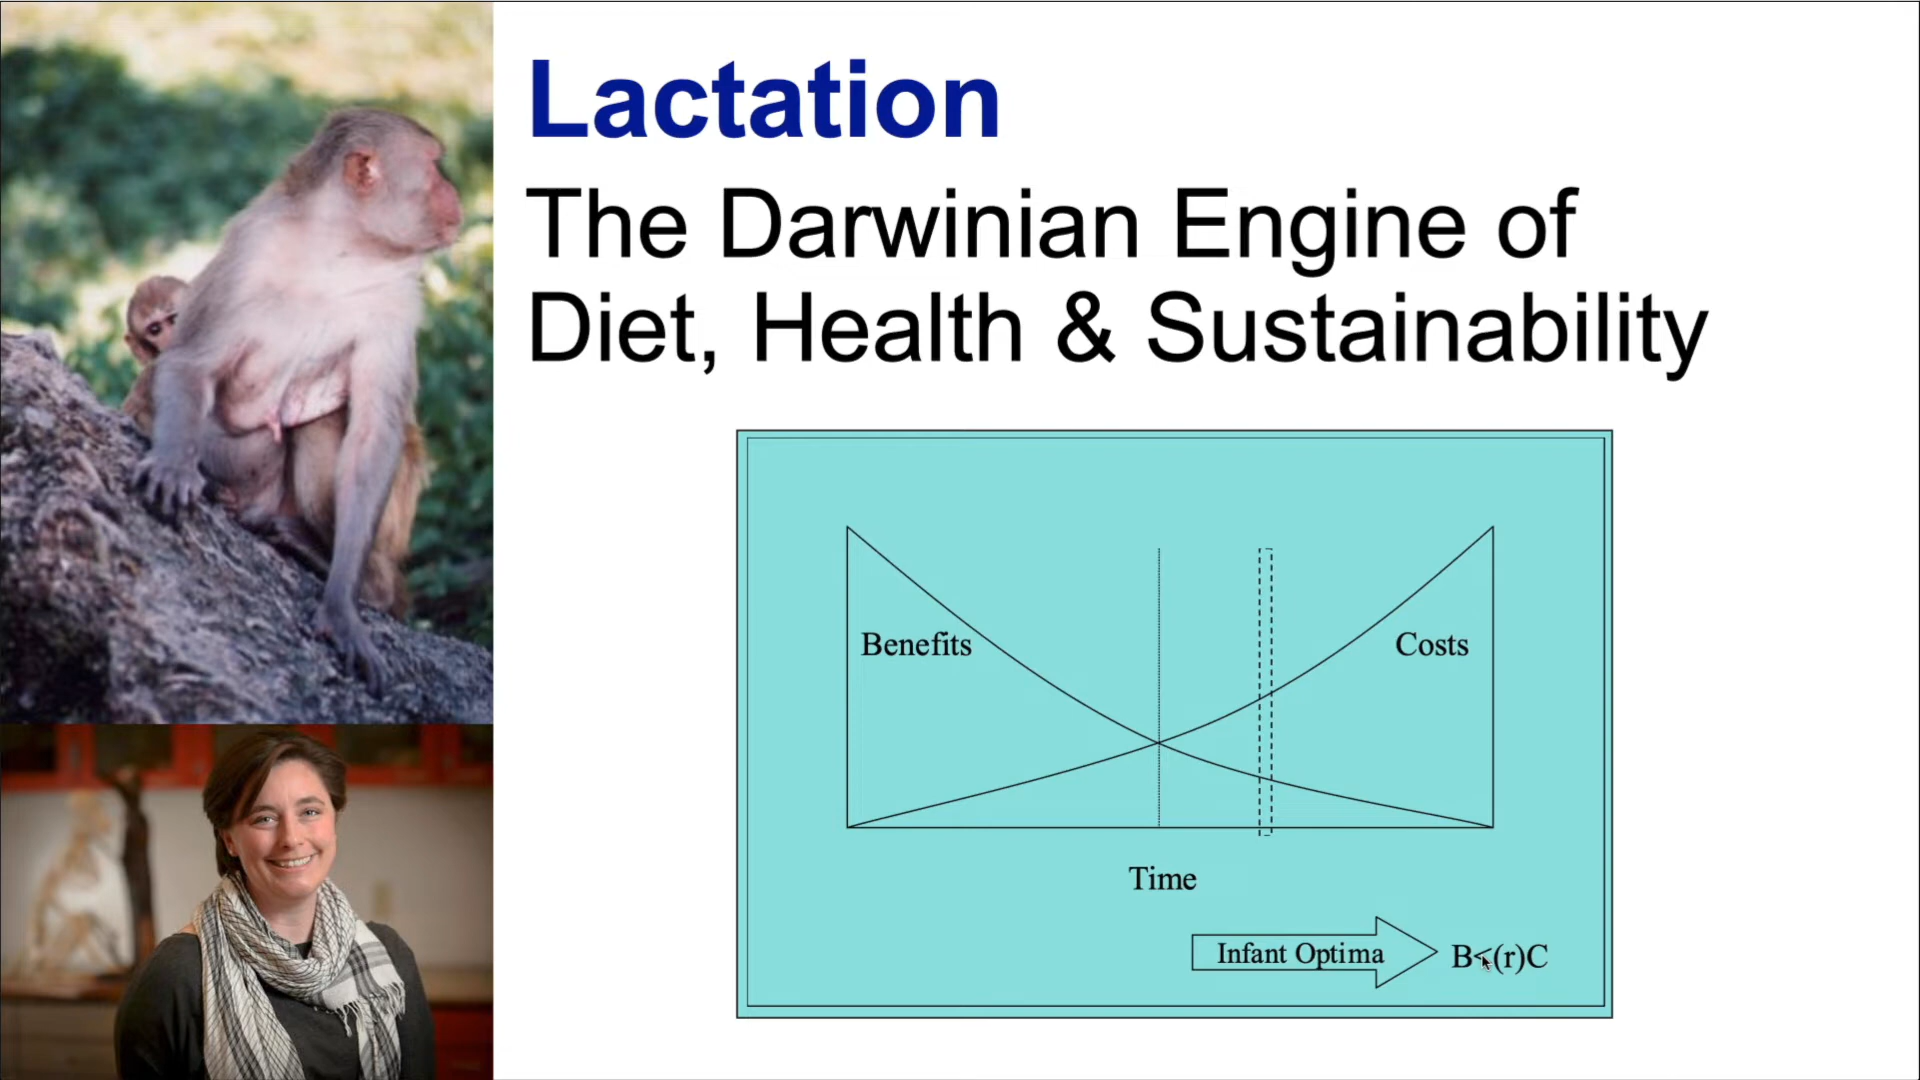 Lactation
The Darwinian Engine of
Diet, Health & Sustainability
Benefits
Costs
Time
Infant Optima
B<(r)C